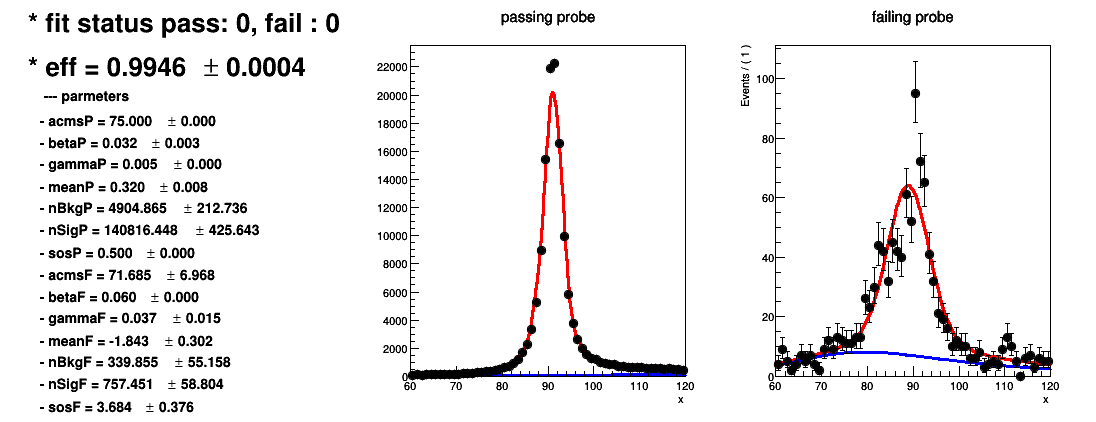 * fit status pass: 0, fail : 0
* eff = 0.9946 ± 0.0004
--- parmeters
- acmsP = 75.000 ± 0.000
- betaP = 0.032 ± 0.003
- gammaP = 0.005 ± 0.000
- meanP = 0.320 ± 0.008
- nBkgP = 4904.865 ± 212.736
- nSigP = 140816.448 ± 425.643
- sosP = 0.500 ± 0.000
- acmsF = 71.685 ± 6.968
- betaF = 0.060 ± 0.000
- gammaF = 0.037 ± 0.015
- meanF = -1.843 ± 0.302
- nBkgF = 339.855 ± 55.158
- nSigF = 757.451 ± 58.804
- sosF = 3.684 ± 0.376
passing probe
22000
20000
18000
16000
14000
12000
10000
8000
6000
4000
2000
0
60 70 80 90 100 110 120
x
failing probe
Events / ( 1 )
100
80
60
40
20
0
60 70 80 90 100 110 120
x